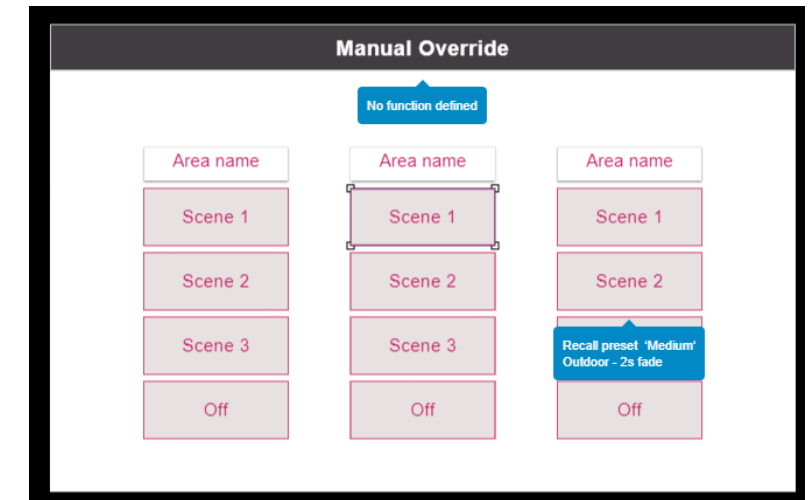 Manual Override
No function defined
Area name
Scene 1
Scene 2
Scene 3
Off
Area name
Scene 1
Scene 2
Scene 3
Off
Area name
Scene 1
Scene 2
Recall preset 'Medium'
Outdoor - 2s fade
Off